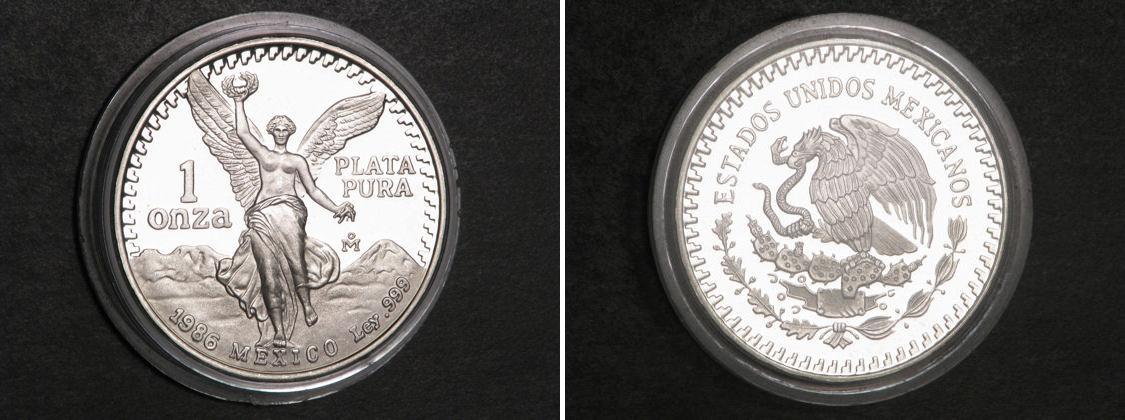 1
onza
PLATA
PURA
M
1986 MEXICO Ley .999
ESTADOS UNIDOS MEXICANOS